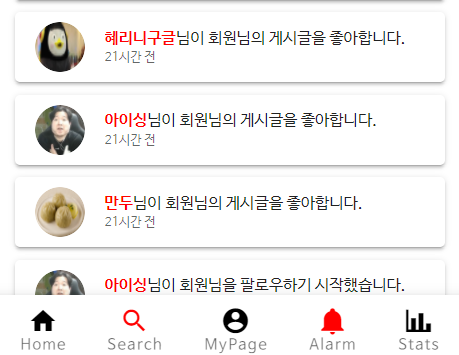 혜리니구글님이 회원님의 게시글을 좋아합니다.
21시간 전
아이싱님이 회원님의 게시글을 좋아합니다.
21시간 전
만두님이 회원님의 게시글을 좋아합니다.
21시간 전
아이싱님이 회원님을 팔로우하기 시작했습니다.
Home Search MyPage Alarm Stats